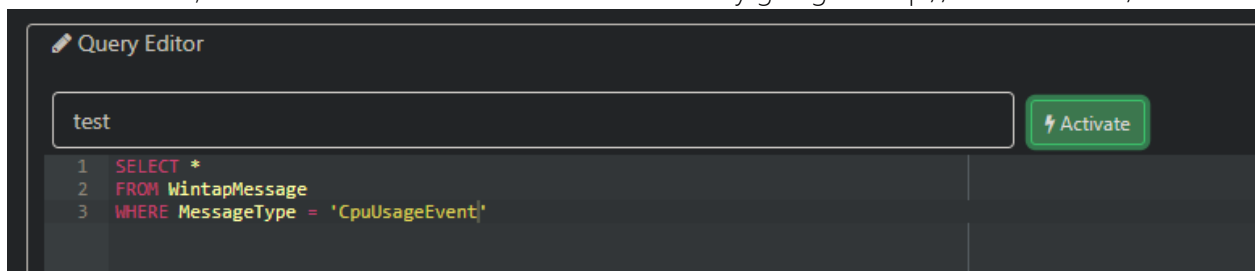 Query Editor
test
Activate
1 SELECT *
2 FROM WintapMessage
3 WHERE MessageType = 'CpuUsageEvent'